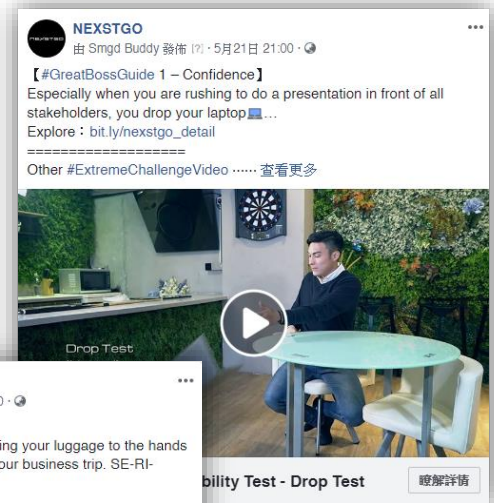 NEXSTGO
由 Smgd Buddy 發佈 [?] · 5月21日 21:00 ·
【#GreatBossGuide 1 – Confidence】
Especially when you are rushing to do a presentation in front of all
stakeholders, you drop your laptop💻…
Explore：bit.ly/nexstgo_detail
===================
Other #ExtremeChallengeVideo ⋯⋯ 查看更多
Drop Test
ing your luggage to the hands
our business trip. SE-RI-
bility Test - Drop Test
瞭解詳情